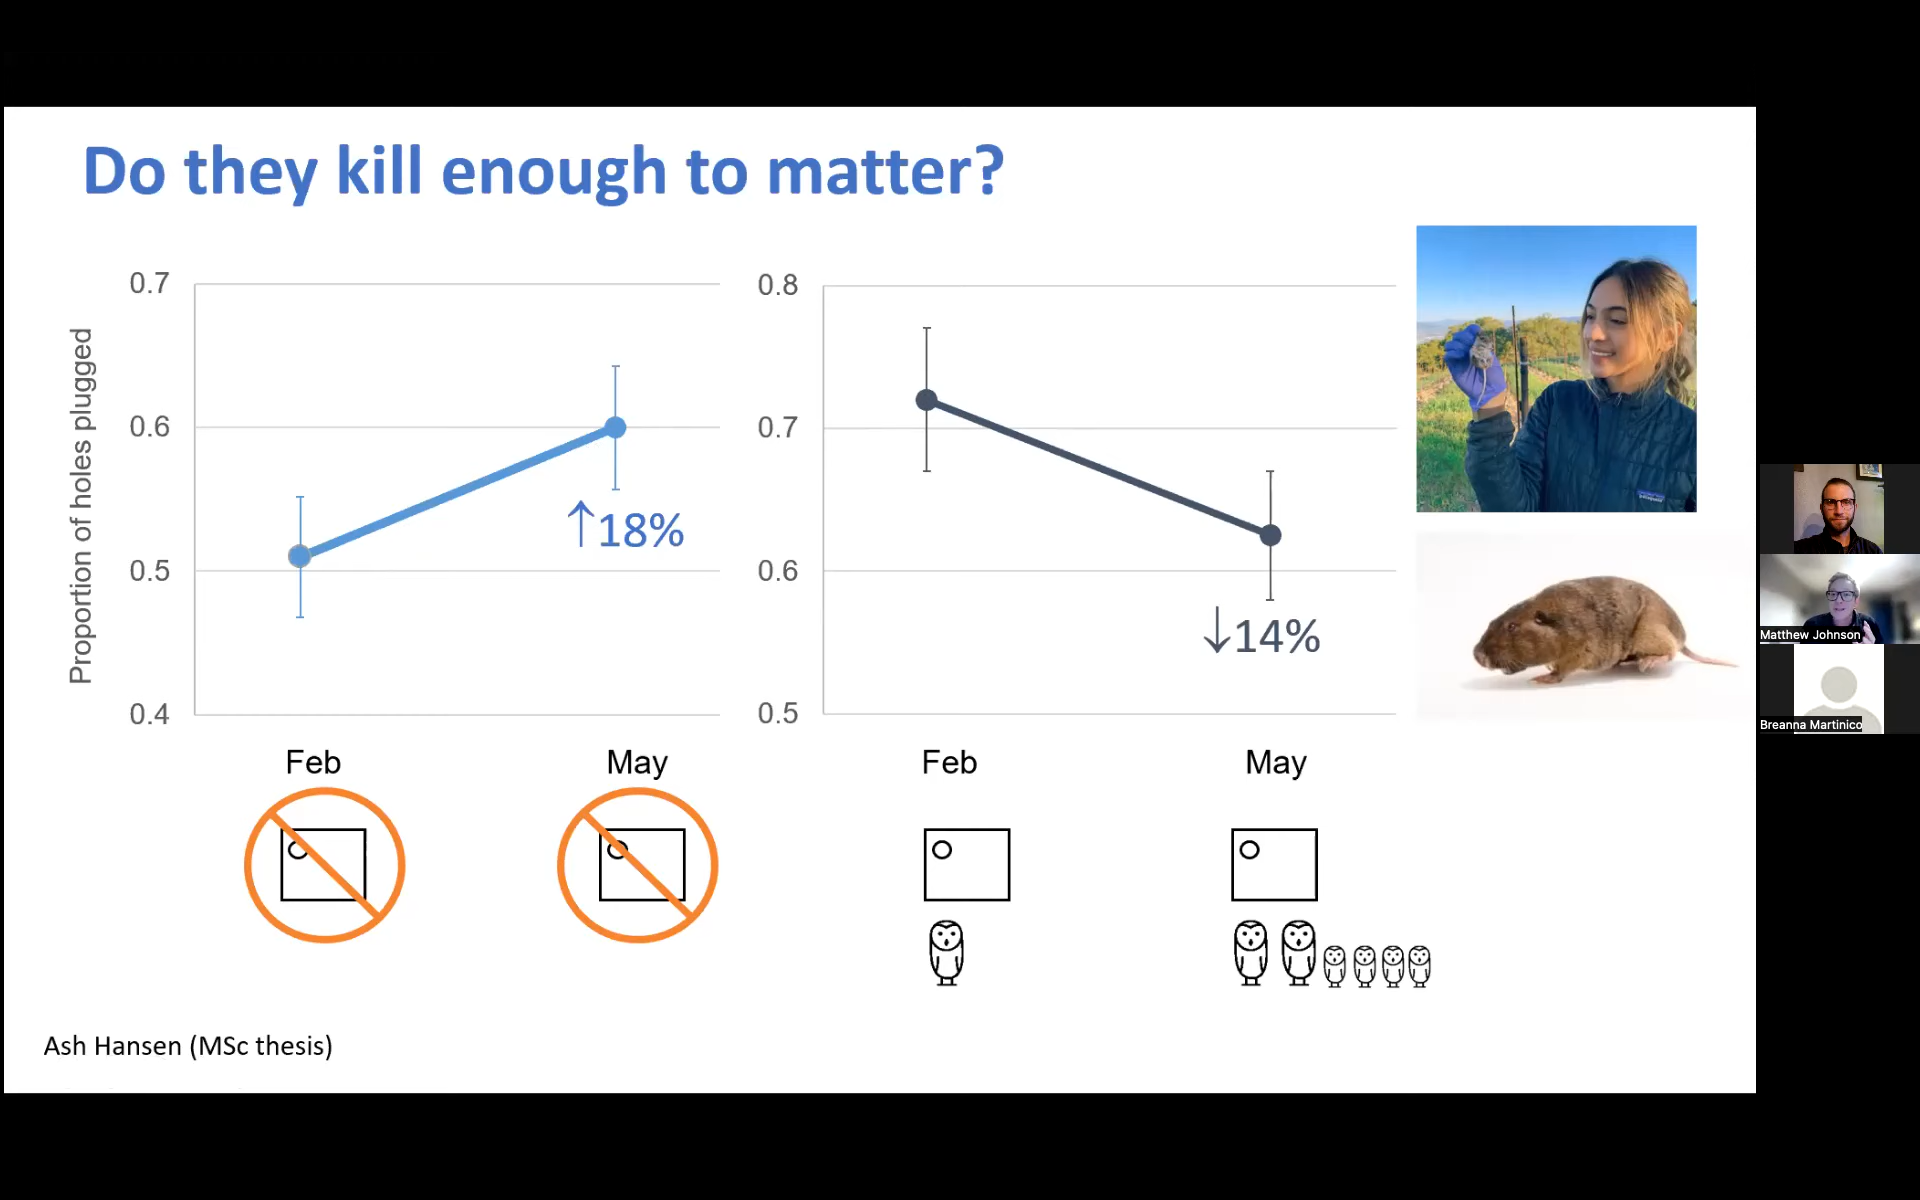 Do they kill enough to matter?
Proportion of holes plugged
0.7
0.6
0.5
0.4
↑18%
Feb
May
0.8
0.7
0.6
0.5
↓14%
Feb
May
Ash Hansen (MSc thesis)
Matthew Johnson
Breanna Martinico